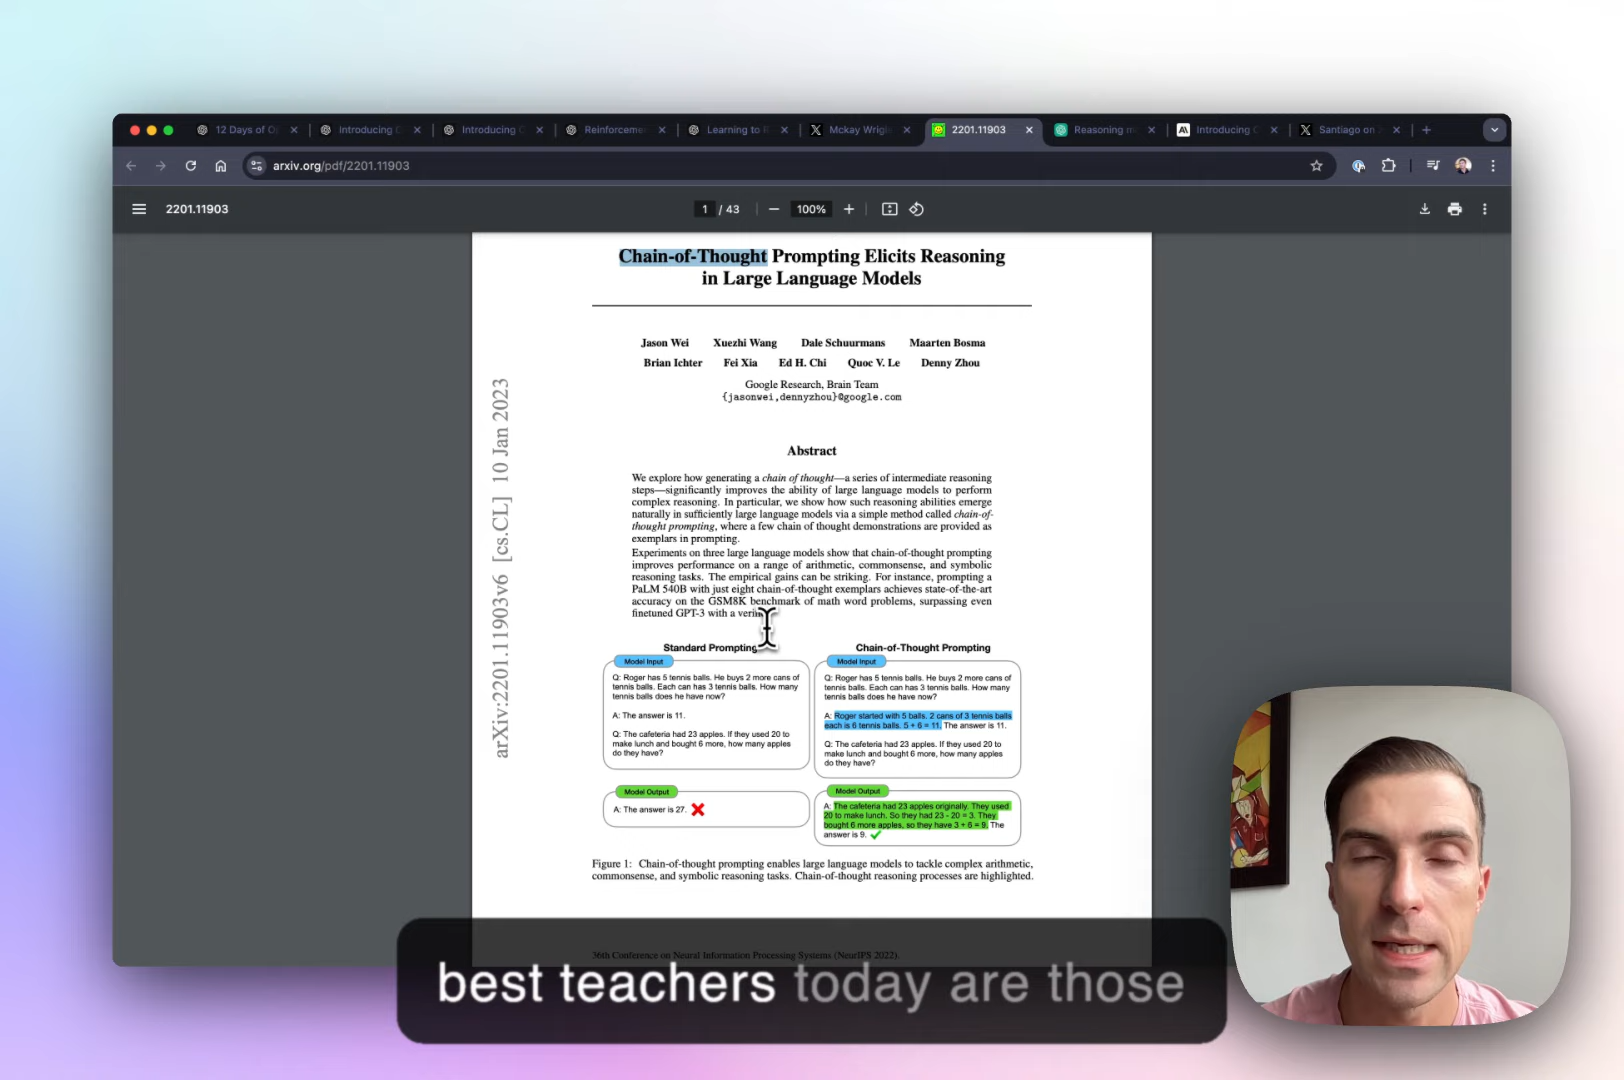 12 Days of O
Introducing
Introducing
Reinforceme
Learning to
Mckay Wrigl
2201.11903
Reasoning m
Introducing
Santiago on
arxiv.org/pdf/2201.11903
2201.11903
1 / 43
100%
Chain-of-Thought Prompting Elicits Reasoning
in Large Language Models
Jason Wei Xuezhi Wang Dale Schuurmans Maarten Bosma
Brian Ichter Fei Xia Ed H. Chi Quoc V. Le Denny Zhou
Google Research, Brain Team
{jasonwei,dennyzhou}@google.com
arXiv:2201.11903v6 [cs.CL] 10 Jan 2023
Abstract
We explore how generating a chain of thought—a series of intermediate reasoning
steps—significantly improves the ability of large language models to perform
complex reasoning. In particular, we show how such reasoning abilities emerge
naturally in sufficiently large language models via a simple method called chain-of-
thought prompting, where a few chain of thought demonstrations are provided as
exemplars in prompting.
Experiments on three large language models show that chain-of-thought prompting
improves performance on a range of arithmetic, commonsense, and symbolic
reasoning tasks. The empirical gains can be striking. For instance, prompting a
PaLM 540B with just eight chain-of-thought exemplars achieves state-of-the-art
accuracy on the GSM8K benchmark of math word problems, surpassing even
finetuned GPT-3 with a
Standard Prompting
Model Input
Q: Roger has 5 tennis balls. He buys 2 more cans of
tennis balls. Each can has 3 tennis balls. How many
tennis balls does he have now?
A: The answer is 11.
Q: The cafeteria had 23 apples. If they used 20 to
make lunch and bought 6 more, how many apples
do they have?
Model Output
A: The answer is 27.
Chain-of-Thought Prompting
Model Input
Q: Roger has 5 tennis balls. He buys 2 more cans of
tennis balls. Each can has 3 tennis balls. How many
tennis balls does he have now?
A: Roger started with 5 balls. 2 cans of 3 tennis balls
each is 6 tennis balls. 5 + 6 = 11. The answer is 11.
Q: The cafeteria had 23 apples. If they used 20 to
make lunch and bought 6 more, how many apples
do they have?
Model Output
A: The cafeteria had 23 apples originally. They used
20 to make lunch. So they had 23 - 20 = 3. They
bought 6 more apples, so they have 3 + 6 = 9. The
answer is 9.
Figure 1: Chain-of-thought prompting enables large language models to tackle complex arithmetic,
commonsense, and symbolic reasoning tasks. Chain-of-thought reasoning processes are highlighted.
36th Conference on Neural Information Processing Systems (NeurIPS 2022).
best teachers today are those